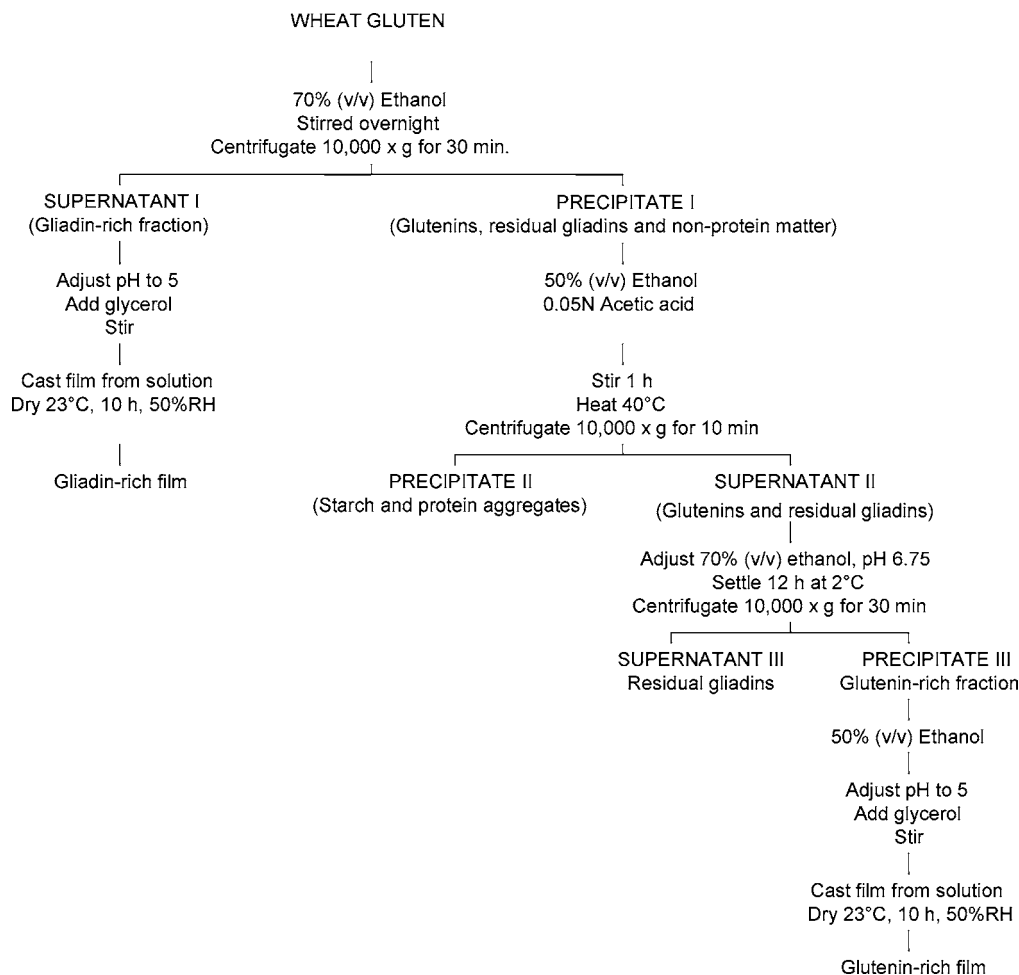 WHEAT GLUTEN
70% (v/v) Ethanol
Stirred overnight
Centrifugate 10,000 x g for 30 min.
SUPERNATANT I
(Gliadin-rich fraction)
Adjust pH to 5
Add glycerol
Stir
Cast film from solution
Dry 23°C, 10 h, 50%RH
Gliadin-rich film
PRECIPITATE I
(Glutenins, residual gliadins and non-protein matter)
50% (v/v) Ethanol
0.05N Acetic acid
Stir 1 h
Heat 40°C
Centrifugate 10,000 x g for 10 min
PRECIPITATE II
(Starch and protein aggregates)
SUPERNATANT II
(Glutenins and residual gliadins)
Adjust 70% (v/v) ethanol, pH 6.75
Settle 12 h at 2°C
Centrifugate 10,000 x g for 30 min
SUPERNATANT III
Residual gliadins
PRECIPITATE III
Glutenin-rich fraction
50% (v/v) Ethanol
Adjust pH to 5
Add glycerol
Stir
Cast film from solution
Dry 23°C, 10 h, 50%RH
Glutenin-rich film